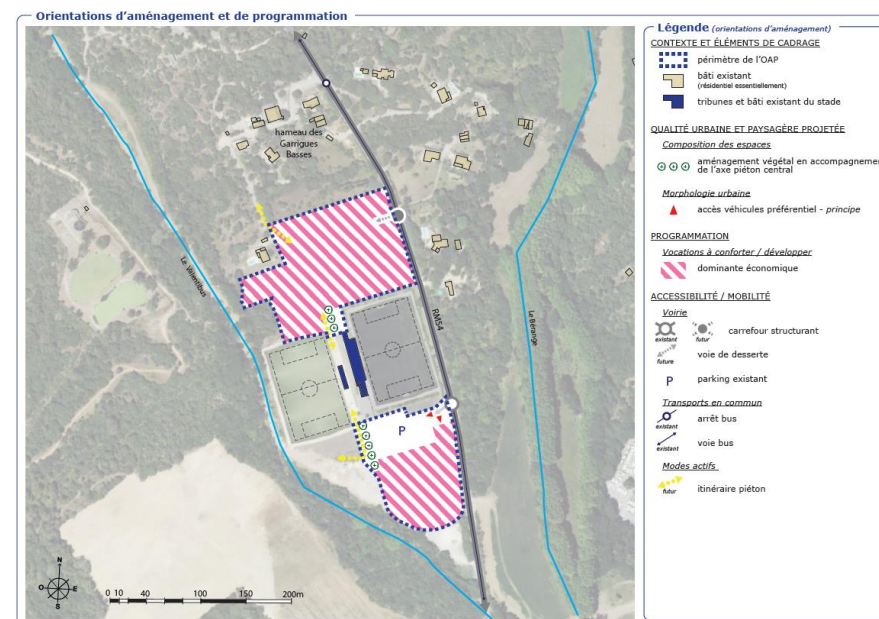 Orientations d'aménagement et de programmation
hameau des
Garrigues
Basses
Le Valantibus
RM54
Le Bérange
P
N
O
E
S
0 10 40 100 150 200m
Légende (orientations d'aménagement)
CONTEXTE ET ÉLÉMENTS DE CADRAGE
périmètre de l'OAP
bâti existant
(résidentiel essentiellement)
tribunes et bâti existant du stade
QUALITÉ URBAINE ET PAYSAGÈRE PROJETÉE
Composition des espaces
aménagement végétal en accompagneme
de l'axe piéton central
Morphologie urbaine
accès véhicules préférentiel - principe
PROGRAMMATION
Vocations à conforter / développer
dominante économique
ACCESSIBILITÉ / MOBILITÉ
Voirie
existant futur carrefour structurant
future voie de desserte
P parking existant
Transports en commun
existant arrêt bus
existant voie bus
Modes actifs
futur itinéraire piéton